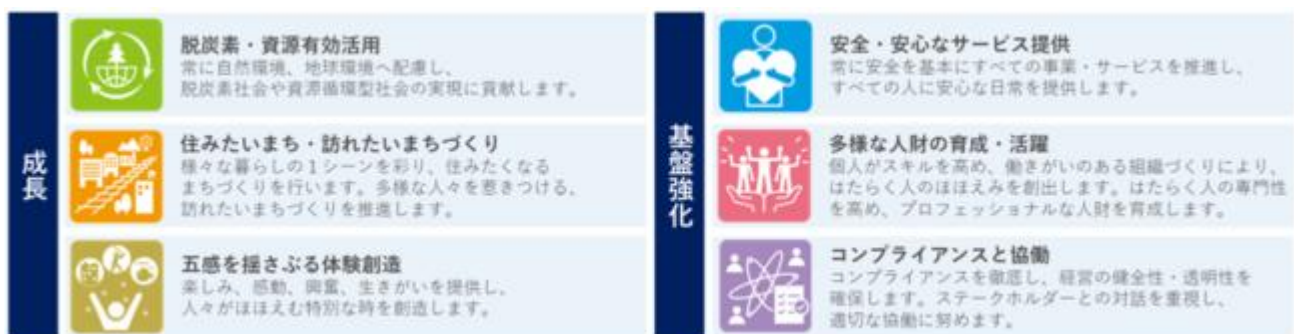 成長
脱炭素・資源有効活用
常に自然環境、地球環境へ配慮し、
脱炭素社会や資源循環型社会の実現に貢献します。
住みたいまち・訪れたいまちづくり
様々な暮らしの1シーンを彩り、住みたくなる
まちづくりを行います。多様な人々を惹きつける、
訪れたいまちづくりを推進します。
五感を揺さぶる体験創造
楽しみ、感動、興奮、生きがいを提供し、
人々がほほえむ特別な時を創造します。
基盤強化
安全・安心なサービス提供
常に安全を基本にすべての事業・サービスを推進し、
すべての人に安心な日常を提供します。
多様な人財の育成・活躍
個人がスキルを高め、働きがいのある組織づくりにより、
はたらく人のほほえみを創出します。はたらく人の専門性
を高め、プロフェッショナルな人財を育成します。
コンプライアンスと協働
コンプライアンスを徹底し、経営の健全性・透明性を
確保します。ステークホルダーとの対話を重視し、
適切な協働に努めます。